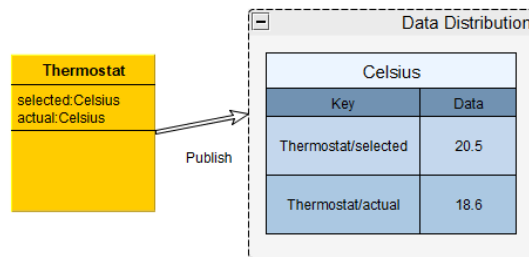 Data Distribution
Thermostat
selected:Celsius
actual:Celsius
Publish
Celsius
Key Data
Thermostat/selected 20.5
Thermostat/actual 18.6